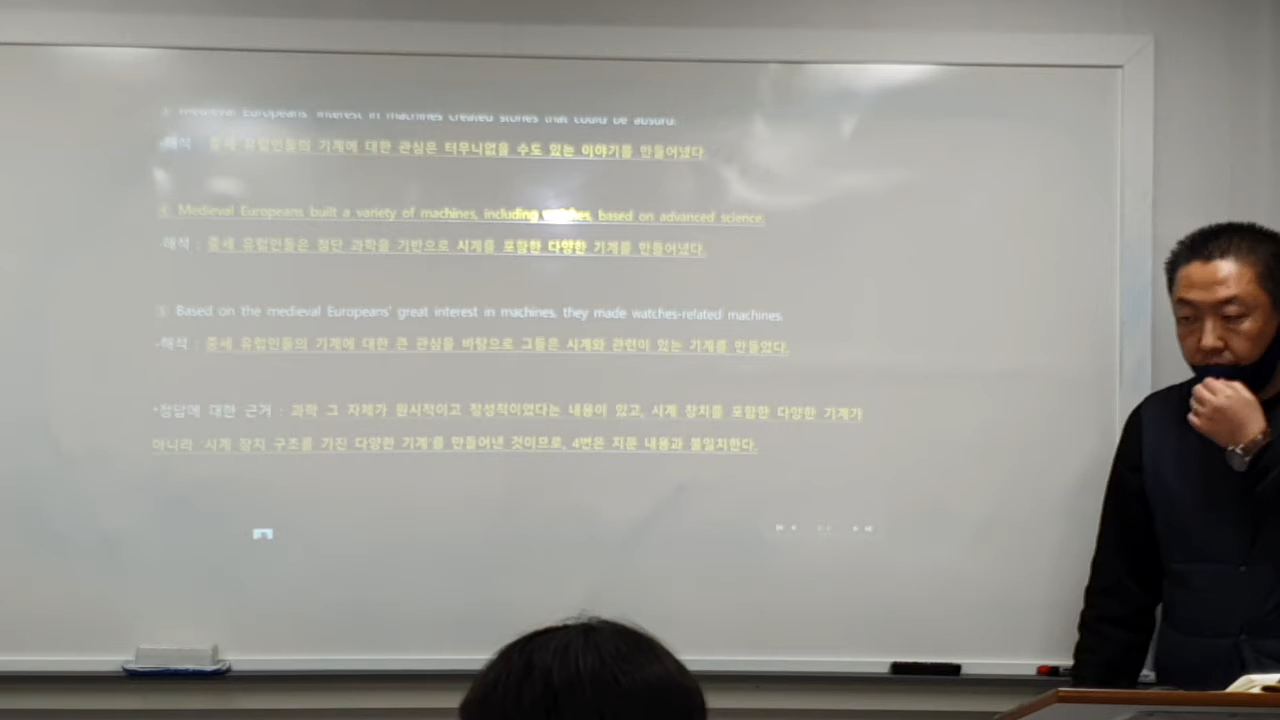 Medieval Europeans' interest in machines created stories that could be absurd.
-해석 : 중세 유럽인들의 기계에 대한 관심은 터무니없을 수도 있는 이야기를 만들어냈다.
④ Medieval Europeans built a variety of machines, including watches, based on advanced science.
-해석 : 중세 유럽인들은 첨단 과학을 기반으로 시계를 포함한 다양한 기계를 만들어냈다.
⑤ Based on the medieval Europeans' great interest in machines, they made watches-related machines.
-해석 : 중세 유럽인들의 기계에 대한 큰 관심을 바탕으로 그들은 시계와 관련이 있는 기계를 만들었다.
*정답에 대한 근거 : 과학 그 자체가 원시적이고 정성적이었다는 내용이 있고, 시계 장치를 포함한 다양한 기계가
아니라 '시계 장치 구조를 가진 다양한 기계'를 만들어낸 것이므로, 4번은 지문 내용과 불일치한다.